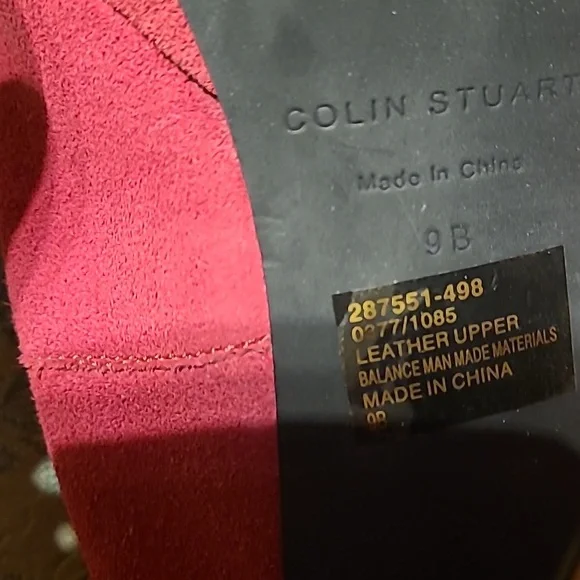 COLIN STUART
Made In China
9B
287551-498
0377/1085
LEATHER UPPER
BALANCE MAN MADE MATERIALS
MADE IN CHINA
9B